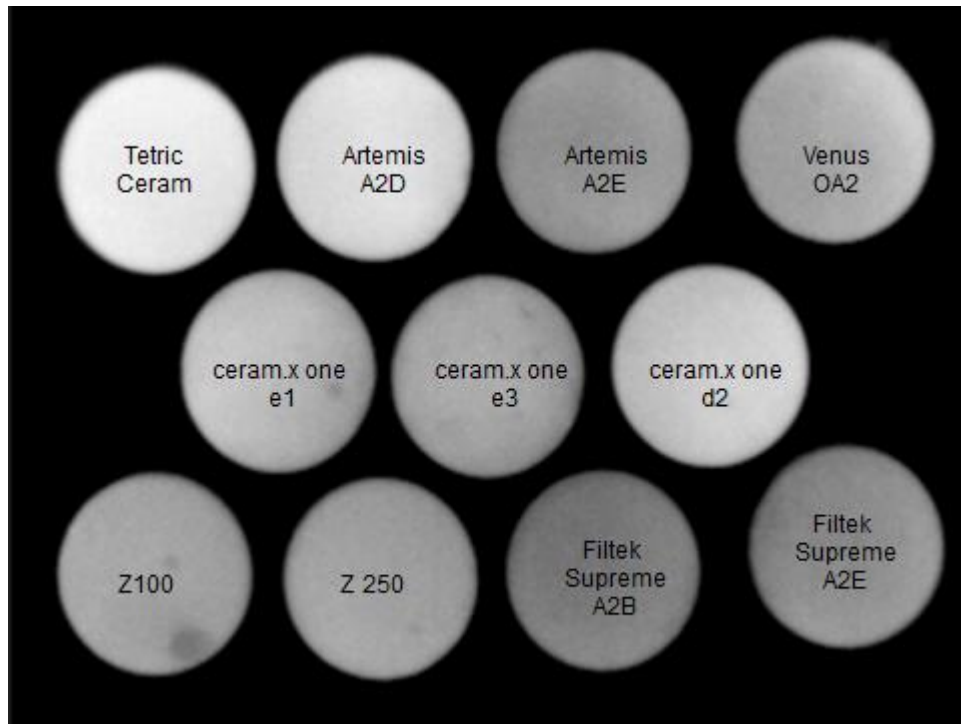 Tetric
Ceram
Artemis
A2D
Artemis
A2E
Venus
OA2
ceram.x one
e1
ceram.x one
e3
ceram.x one
d2
Z100
Z 250
Filtek
Supreme
A2B
Filtek
Supreme
A2E